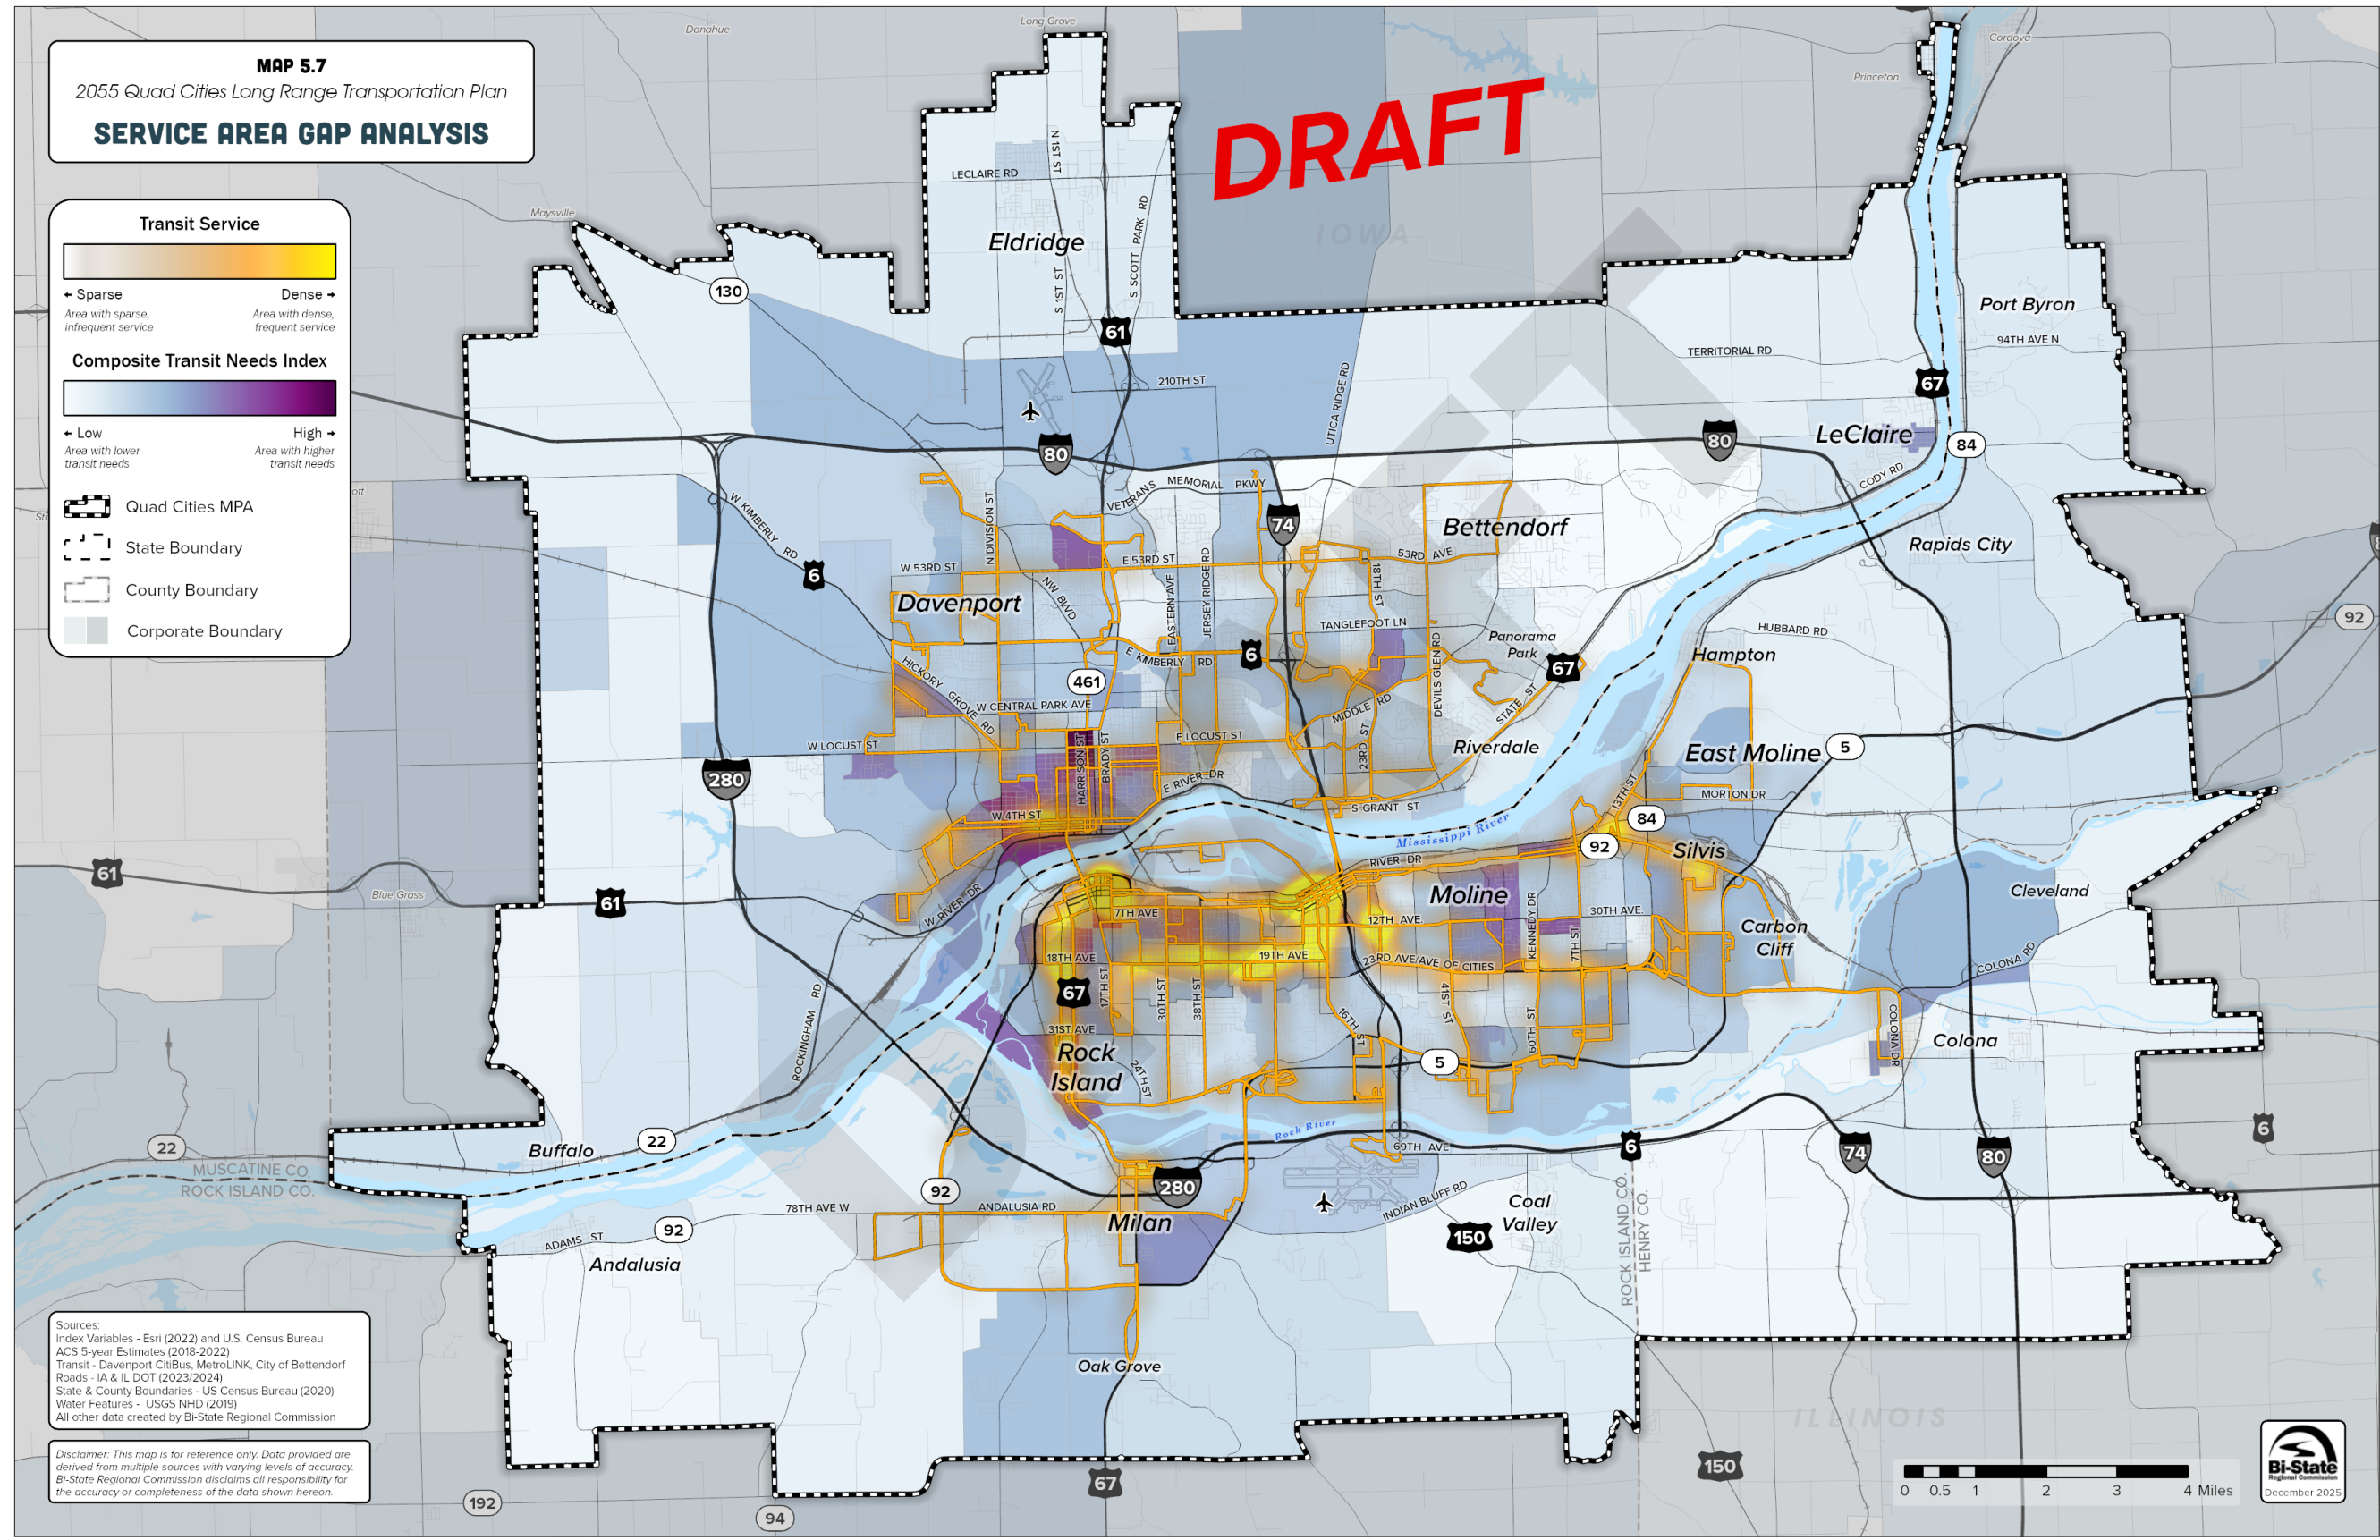 MAP 5.7
2055 Quad Cities Long Range Transportation Plan
SERVICE AREA GAP ANALYSIS
DRAFT
Transit Service
← Sparse
Dense →
Area with sparse,
infrequent service
Area with dense,
frequent service
Composite Transit Needs Index
← Low
High →
Area with lower
transit needs
Area with higher
transit needs
Quad Cities MPA
State Boundary
County Boundary
Corporate Boundary
Donahue
Long Grove
Cordova
Princeton
Maysville
IOWA
N 1ST ST
LECLAIRE RD
S SCOTT PARK RD
Eldridge
S 1ST ST
130
61
Port Byron
94TH AVE N
TERRITORIAL RD
210TH ST
UTICA RIDGE RD
67
LeClaire
80
80
84
CODY RD
VETERANS MEMORIAL PKWY
W KIMBERLY RD
N DIVISION ST
74
Bettendorf
Rapids City
6
W 53RD ST
E 53RD ST
53RD AVE
NW BLVD
EASTERN AVE
JERSEY RIDGE RD
18TH ST
Davenport
TANGLEFOOT LN
DEVILS GLEN RD
Panorama
Park
HUBBARD RD
Hampton
92
E KIMBERLY RD
6
67
HICKORY GROVE RD
461
W CENTRAL PARK AVE
MIDDLE RD
STATE ST
W LOCUST ST
HARRISON ST
BRADY ST
E LOCUST ST
23RD ST
Riverdale
East Moline
5
280
E RIVER DR
S GRANT ST
13TH ST
MORTON DR
W 4TH ST
Mississippi River
84
92
Silvis
RIVER DR
61
Blue Grass
61
W RIVER DR
7TH AVE
12TH AVE.
Moline
KENNEDY DR
30TH AVE.
7TH ST
Cleveland
Carbon
Cliff
18TH AVE
19TH AVE
23RD AVE/AVE OF CITIES
COLONA RD
67
17TH ST
30TH ST
38TH ST
16TH ST
41ST ST
60TH ST
ROCKINGHAM RD
31ST AVE
Rock
Island
24TH ST
5
COLONA DR
Colona
Buffalo
22
22
MUSCATINE CO.
ROCK ISLAND CO.
Rock River
69TH AVE
6
74
80
6
92
280
78TH AVE W
ANDALUSIA RD
Milan
INDIAN BLUFF RD
Coal
Valley
150
ROCK ISLAND CO.
HENRY CO.
92
ADAMS ST
Andalusia
Oak Grove
ILLINOIS
67
150
192
94
Sources:
Index Variables - Esri (2022) and U.S. Census Bureau
ACS 5-year Estimates (2018-2022)
Transit - Davenport CitiBus, MetroLINK, City of Bettendorf
Roads - IA & IL DOT (2023/2024)
State & County Boundaries - US Census Bureau (2020)
Water Features - USGS NHD (2019)
All other data created by Bi-State Regional Commission
Disclaimer: This map is for reference only. Data provided are
derived from multiple sources with varying levels of accuracy.
Bi-State Regional Commission disclaims all responsibility for
the accuracy or completeness of the data shown hereon.
0 0.5 1 2 3 4 Miles
Bi-State
Regional Commission
December 2025